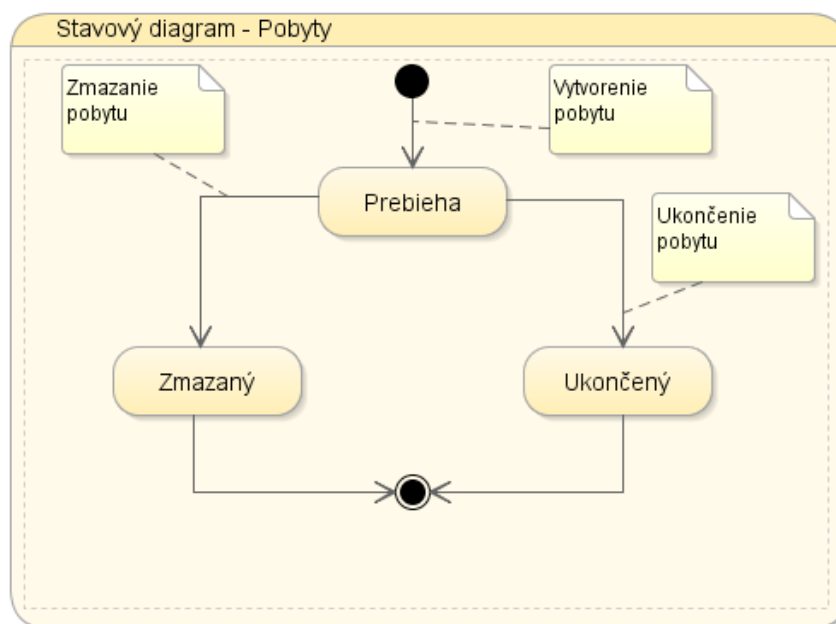 Stavový diagram - Pobyty
Zmazanie
pobytu
Vytvorenie
pobytu
Prebieha
Ukončenie
pobytu
Zmazaný
Ukončený